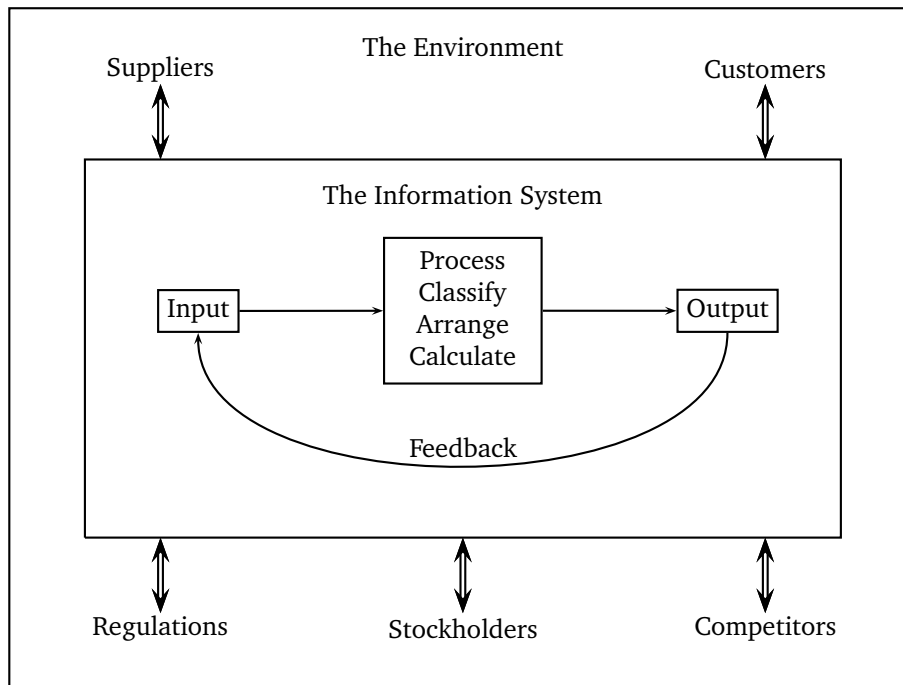 The Environment
Suppliers
Customers
The Information System
Process
Classify
Arrange
Calculate
Input
Output
Feedback
Regulations
Stockholders
Competitors